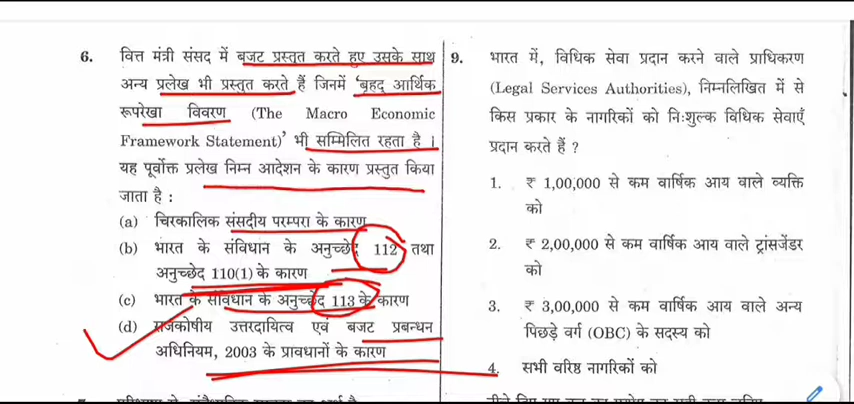 6. वित्त मंत्री संसद में बजट प्रस्तुत करते हुए उसके साथ
अन्य प्रलेख भी प्रस्तुत करते हैं जिनमें 'बृहद् आर्थिक
रूपरेखा विवरण (The Macro Economic
Framework Statement)' भी सम्मिलित रहता है ।
यह पूर्वोक्त प्रलेख निम्न आदेशन के कारण प्रस्तुत किया
जाता है :
(a) चिरकालिक संसदीय परम्परा के कारण
(b) भारत के संविधान के अनुच्छेद 112 तथा
अनुच्छेद 110(1) के कारण
(c) भारत के संविधान के अनुच्छेद 113 के कारण
(d) राजकोषीय उत्तरदायित्व एवं बजट प्रबन्धन
अधिनियम, 2003 के प्रावधानों के कारण
9. भारत में, विधिक सेवा प्रदान करने वाले प्राधिकरण
(Legal Services Authorities), निम्नलिखित में से
किस प्रकार के नागरिकों को निःशुल्क विधिक सेवाएँ
प्रदान करते हैं ?
1. ₹ 1,00,000 से कम वार्षिक आय वाले व्यक्ति
को
2. ₹ 2,00,000 से कम वार्षिक आय वाले ट्रांसजेंडर
को
3. ₹ 3,00,000 से कम वार्षिक आय वाले अन्य
पिछड़े वर्ग (OBC) के सदस्य को
4. सभी वरिष्ठ नागरिकों को